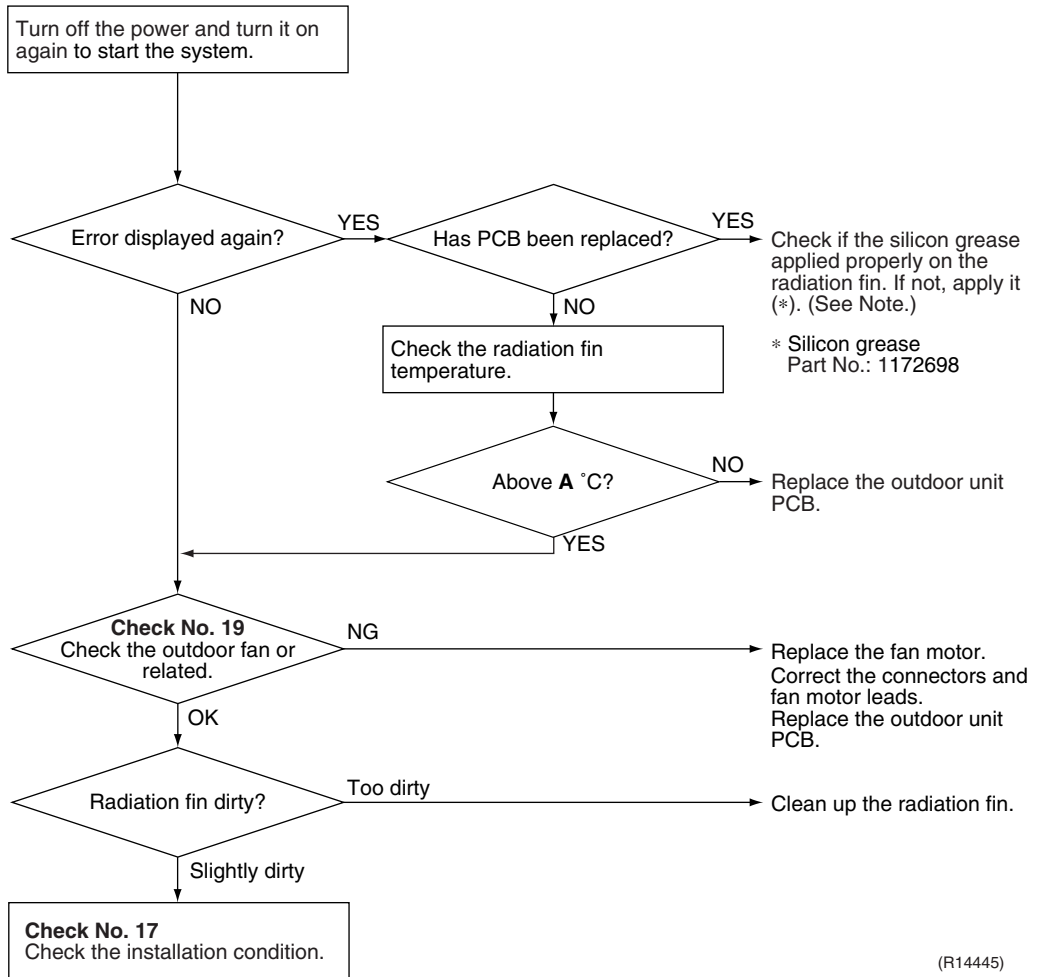 Turn off the power and turn it on
again to start the system.
Error displayed again?
YES
Has PCB been replaced?
YES
Check if the silicon grease
applied properly on the
radiation fin. If not, apply it
(*). (See Note.)
* Silicon grease
Part No.: 1172698
NO
NO
Check the radiation fin
temperature.
Above A ˚C?
NO
Replace the outdoor unit
PCB.
YES
Check No. 19
Check the outdoor fan or
related.
NG
Replace the fan motor.
Correct the connectors and
fan motor leads.
Replace the outdoor unit
PCB.
OK
Radiation fin dirty?
Too dirty
Clean up the radiation fin.
Slightly dirty
Check No. 17
Check the installation condition.
(R14445)